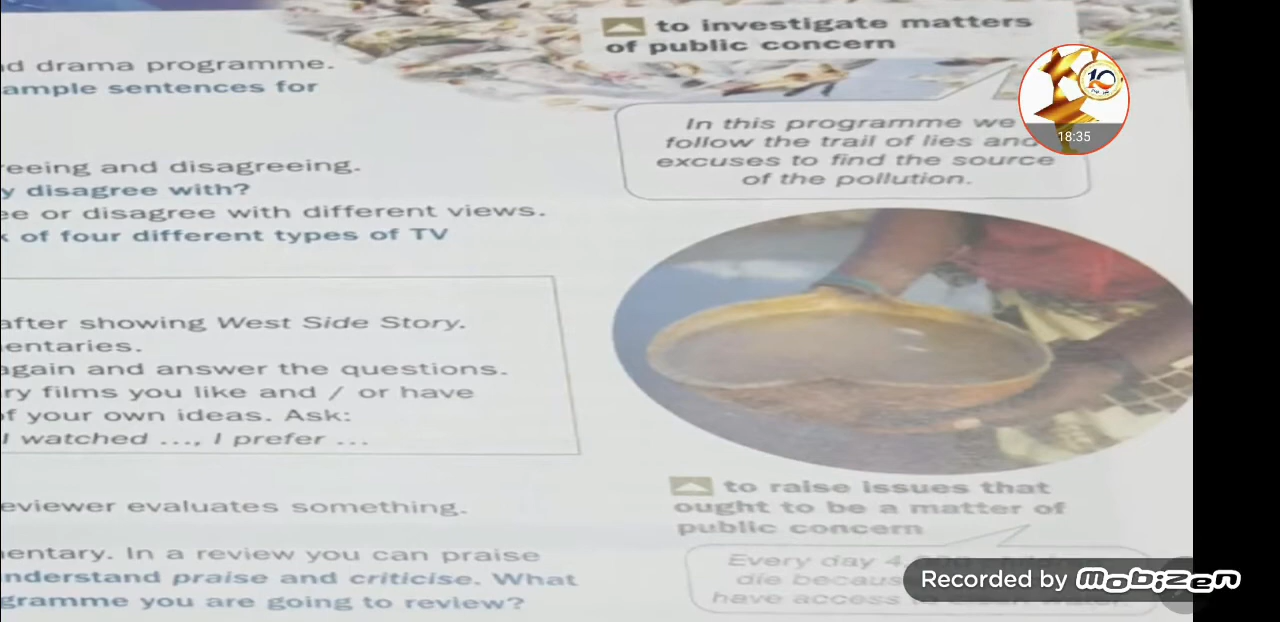 to investigate matters
of public concern
d drama programme.
ample sentences for
In this programme we
follow the trail of lies and
excuses to find the source
of the pollution.
10
18:35
reeing and disagreeing.
y disagree with?
ee or disagree with different views.
of four different types of TV
after showing West Side Story.
entaries.
again and answer the questions.
ry films you like and / or have
f your own ideas. Ask:
I watched ..., I prefer ...
to raise issues that
ought to be a matter of
public concern
eviewer evaluates something.
entary. In a review you can praise
nderstand praise and criticise. What
gramme you are going to review?
Every day 4
die becaus
have access
Recorded by Mobizen